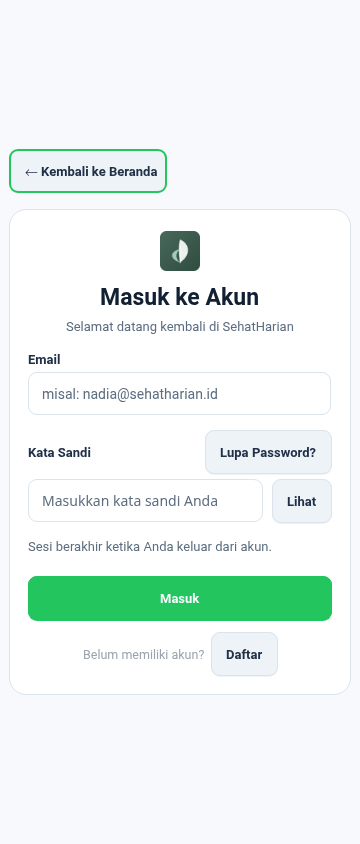 ← Kembali ke Beranda
Masuk ke Akun
Selamat datang kembali di SehatHarian
Email
misal: nadia@sehatharian.id
Kata Sandi
Lupa Password?
Masukkan kata sandi Anda
Lihat
Sesi berakhir ketika Anda keluar dari akun.
Masuk
Belum memiliki akun?
Daftar